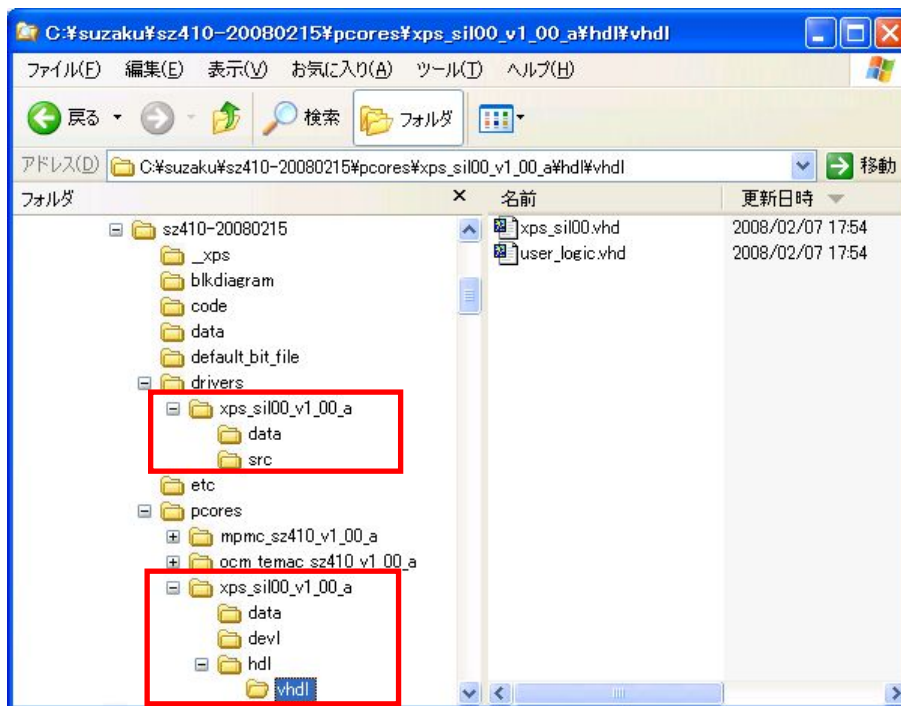 C:¥suzaku¥sz410-20080215¥pcores¥xps_sil00_v1_00_a¥hdl¥vhdl
ファイル(F) 編集(E) 表示(V) お気に入り(A) ツール(T) ヘルプ(H)
戻る 検索 フォルダ
アドレス(D) C:¥suzaku¥sz410-20080215¥pcores¥xps_sil00_v1_00_a¥hdl¥vhdl 移動
フォルダ × 名前 更新日時
sz410-20080215 xps_sil00.vhd 2008/02/07 17:54
_xps user_logic.vhd 2008/02/07 17:54
blkdiagram
code
data
default_bit_file
drivers
xps_sil00_v1_00_a
data
src
etc
pcores
mpmc_sz410_v1_00_a
ocm_temac_sz410_v1_00_a
xps_sil00_v1_00_a
data
devl
hdl
vhdl